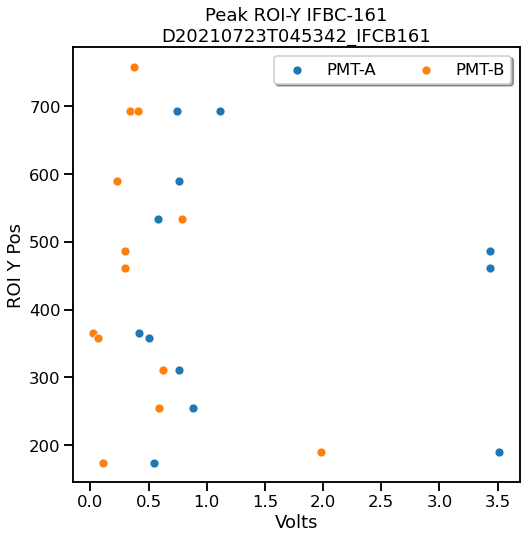 Peak ROI-Y IFBC-161
D20210723T045342_IFCB161
PMT-A PMT-B
700
600
500
400
300
200
ROI Y Pos
0.0 0.5 1.0 1.5 2.0 2.5 3.0 3.5
Volts